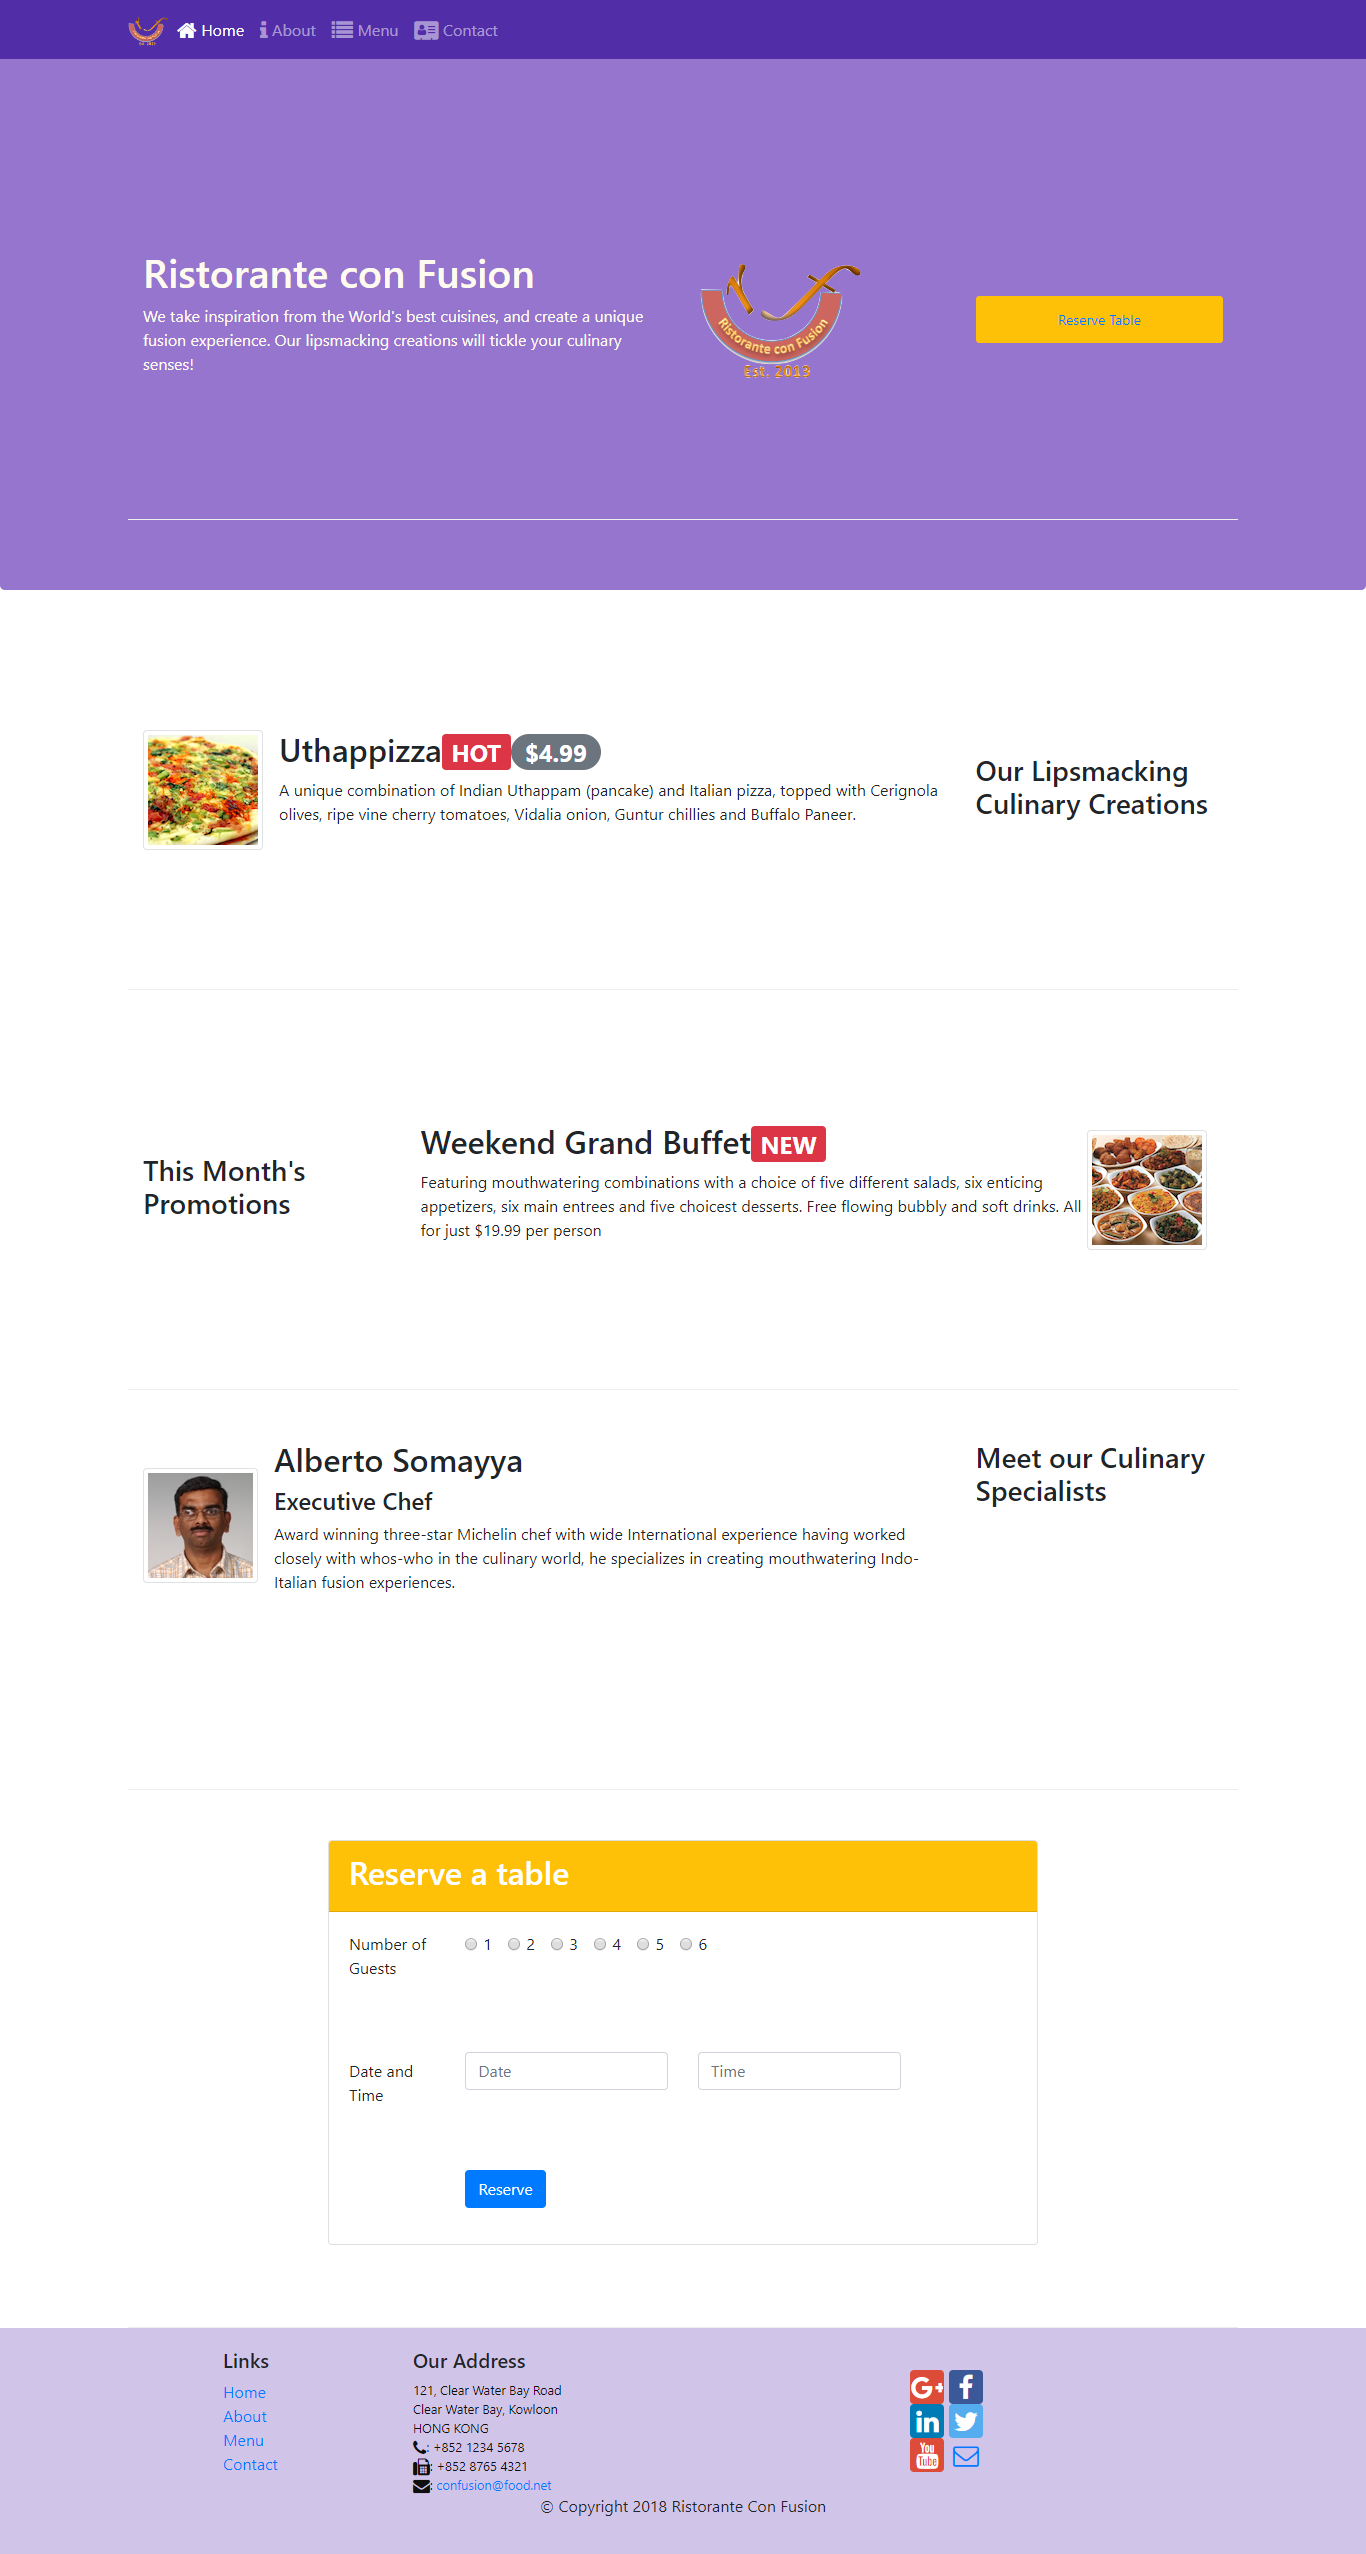 Home About Menu Contact
Ristorante con Fusion
We take inspiration from the World's best cuisines, and create a unique
fusion experience. Our lipsmacking creations will tickle your culinary
senses!
Ristorante con Fusion
Est. 2013
Reserve Table
Uthappizza HOT $4.99
A unique combination of Indian Uthappam (pancake) and Italian pizza, topped with Cerignola
olives, ripe vine cherry tomatoes, Vidalia onion, Guntur chillies and Buffalo Paneer.
Our Lipsmacking
Culinary Creations
This Month's
Promotions
Weekend Grand Buffet NEW
Featuring mouthwatering combinations with a choice of five different salads, six enticing
appetizers, six main entrees and five choicest desserts. Free flowing bubbly and soft drinks. All
for just $19.99 per person
Alberto Somayya
Executive Chef
Award winning three-star Michelin chef with wide International experience having worked
closely with whos-who in the culinary world, he specializes in creating mouthwatering Indo-
Italian fusion experiences.
Meet our Culinary
Specialists
Reserve a table
Number of
Guests
1 2 3 4 5 6
Date and
Time
Date
Time
Reserve
Links
Home
About
Menu
Contact
Our Address
121, Clear Water Bay Road
Clear Water Bay, Kowloon
HONG KONG
: +852 1234 5678
: +852 8765 4321
: confusion@food.net
G+ f
in
You
Tube
© Copyright 2018 Ristorante Con Fusion